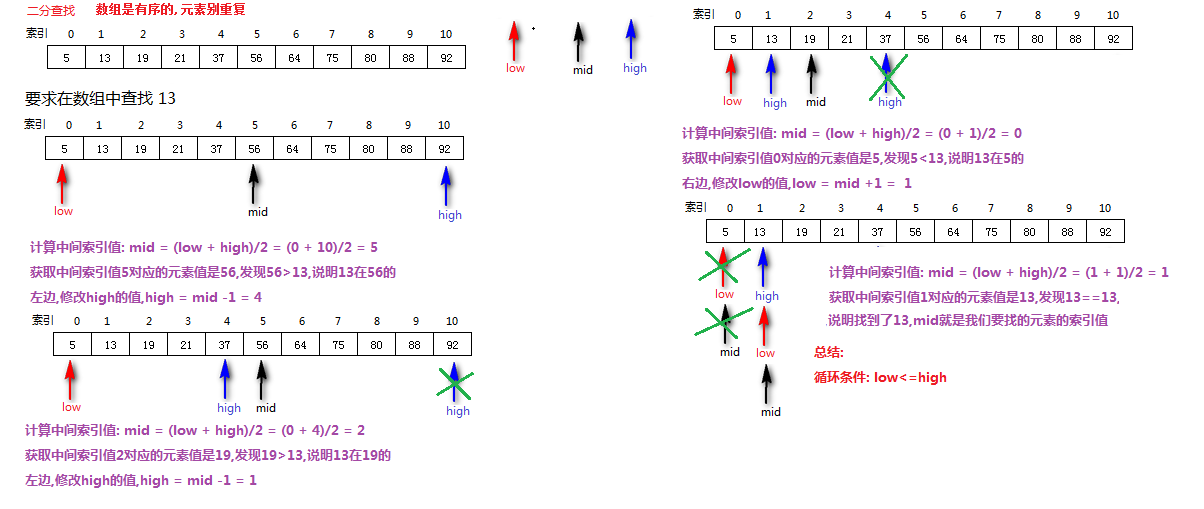 二分查找 数组是有序的,元素别重复
索引 0 1 2 3 4 5 6 7 8 9 10
5 13 19 21 37 56 64 75 80 88 92
low mid high
要求在数组中查找 13
索引 0 1 2 3 4 5 6 7 8 9 10
5 13 19 21 37 56 64 75 80 88 92
low mid high
计算中间索引值: mid = (low + high)/2 = (0 + 10)/2 = 5
获取中间索引值5对应的元素值是56,发现56>13,说明13在56的
左边,修改high的值,high = mid -1 = 4
索引 0 1 2 3 4 5 6 7 8 9 10
5 13 19 21 37 56 64 75 80 88 92
low high mid high
计算中间索引值: mid = (low + high)/2 = (0 + 4)/2 = 2
获取中间索引值2对应的元素值是19,发现19>13,说明13在19的
左边,修改high的值,high = mid -1 = 1
索引 0 1 2 3 4 5 6 7 8 9 10
5 13 19 21 37 56 64 75 80 88 92
low high mid high
计算中间索引值: mid = (low + high)/2 = (0 + 1)/2 = 0
获取中间索引值0对应的元素值是5,发现5<13,说明13在5的
右边,修改low的值,low = mid +1 = 1
索引 0 1 2 3 4 5 6 7 8 9 10
5 13 19 21 37 56 64 75 80 88 92
low high
mid low
mid
计算中间索引值: mid = (low + high)/2 = (1 + 1)/2 = 1
获取中间索引值1对应的元素值是13,发现13==13,
说明找到了13,mid就是我们要找的元素的索引值
总结:
循环条件: low<=high